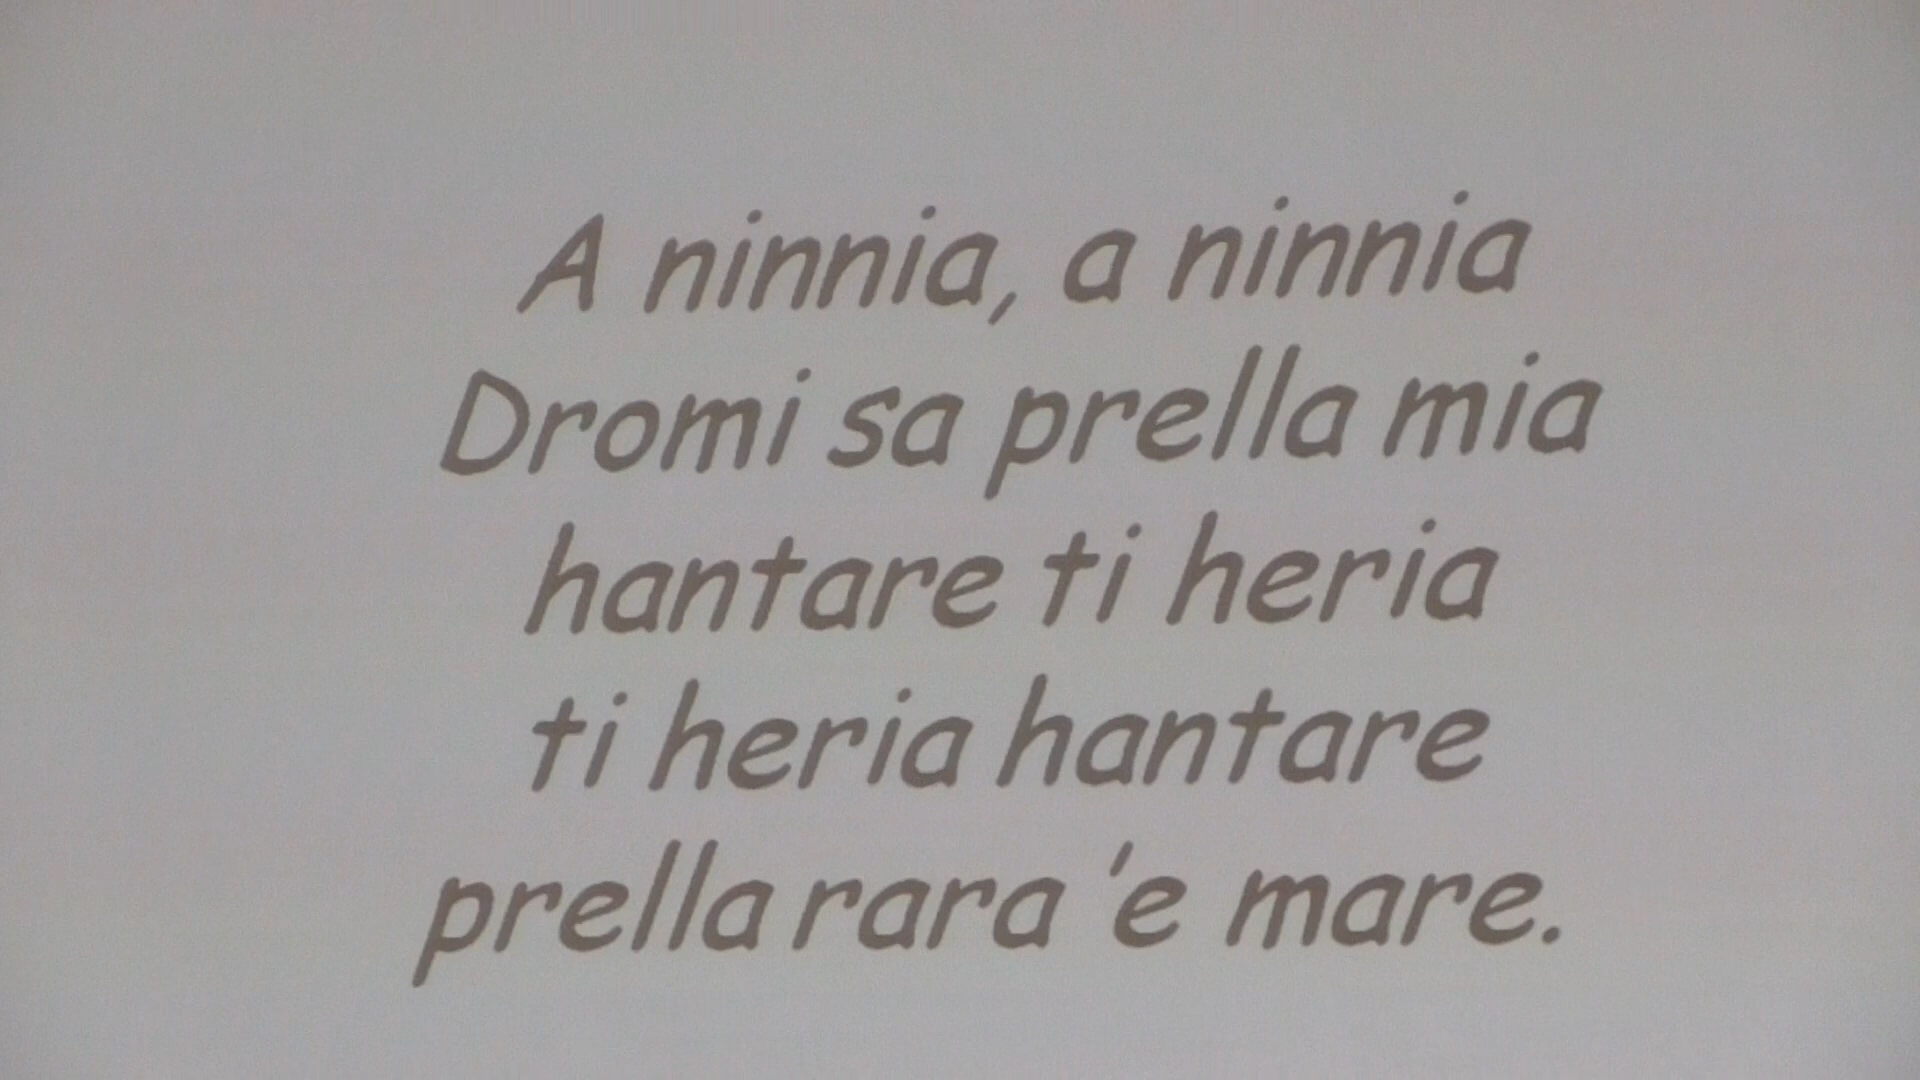 A ninnia, a ninnia
Dromi sa prella mia
hantare ti heria
ti heria hantare
prella rara 'e mare.